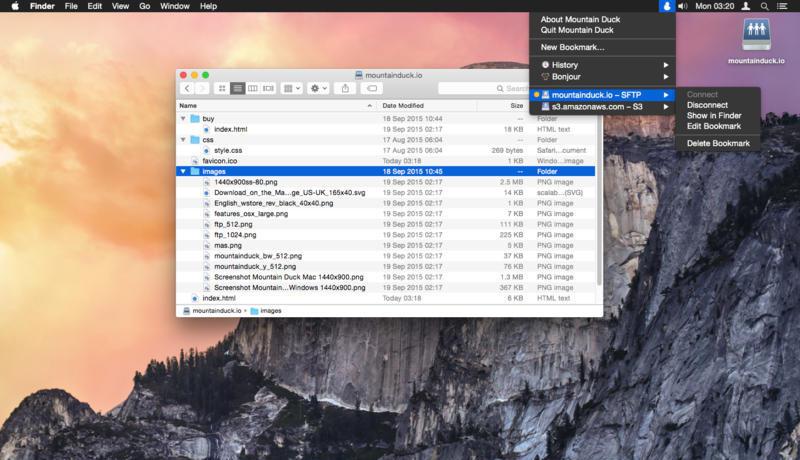 Finder File Edit View Go Window Help Mon 03:20
About Mountain Duck
Quit Mountain Duck
New Bookmark...
History
Bonjour
mountainduck.io – SFTP
s3.amazonaws.com – S3
Connect
Disconnect
Show in Finder
Edit Bookmark
Delete Bookmark
mountainduck.io
mountainduck.io
Search
Name Date Modified Size Kind
buy 18 Sep 2015 10:44 -- Folder
index.html 19 Sep 2015 02:17 18 KB HTML text
css 17 Aug 2015 06:04 -- Folder
style.css 17 Aug 2015 06:04 269 bytes Safari...cument
favicon.ico Today 03:18 1 KB Windo...image
images 18 Sep 2015 10:45 -- Folder
1440x900ss-80.png 19 Sep 2015 02:17 2.5 MB PNG image
Download_on_the_Ma...ge_US-UK_165x40.svg 19 Sep 2015 02:17 14 KB scalab...(SVG)
English_wstore_rev_black_40x40.png 19 Sep 2015 02:17 1 KB PNG image
features_osx_large.png 19 Sep 2015 02:17 7 KB PNG image
ftp_512.png 19 Sep 2015 02:17 111 KB PNG image
ftp_1024.png 19 Sep 2015 02:17 225 KB PNG image
mas.png 19 Sep 2015 02:17 5 KB PNG image
mountainduck_bw_512.png 19 Sep 2015 02:17 37 KB PNG image
mountainduck_y_512.png 19 Sep 2015 02:17 76 KB PNG image
Screenshot Mountain Duck Mac 1440x900.png 19 Sep 2015 02:17 1.3 MB PNG image
Screenshot Mountain...Windows 1440x900.png 19 Sep 2015 02:17 367 KB PNG image
index.html Today 03:18 6 KB HTML text
mountainduck.io images